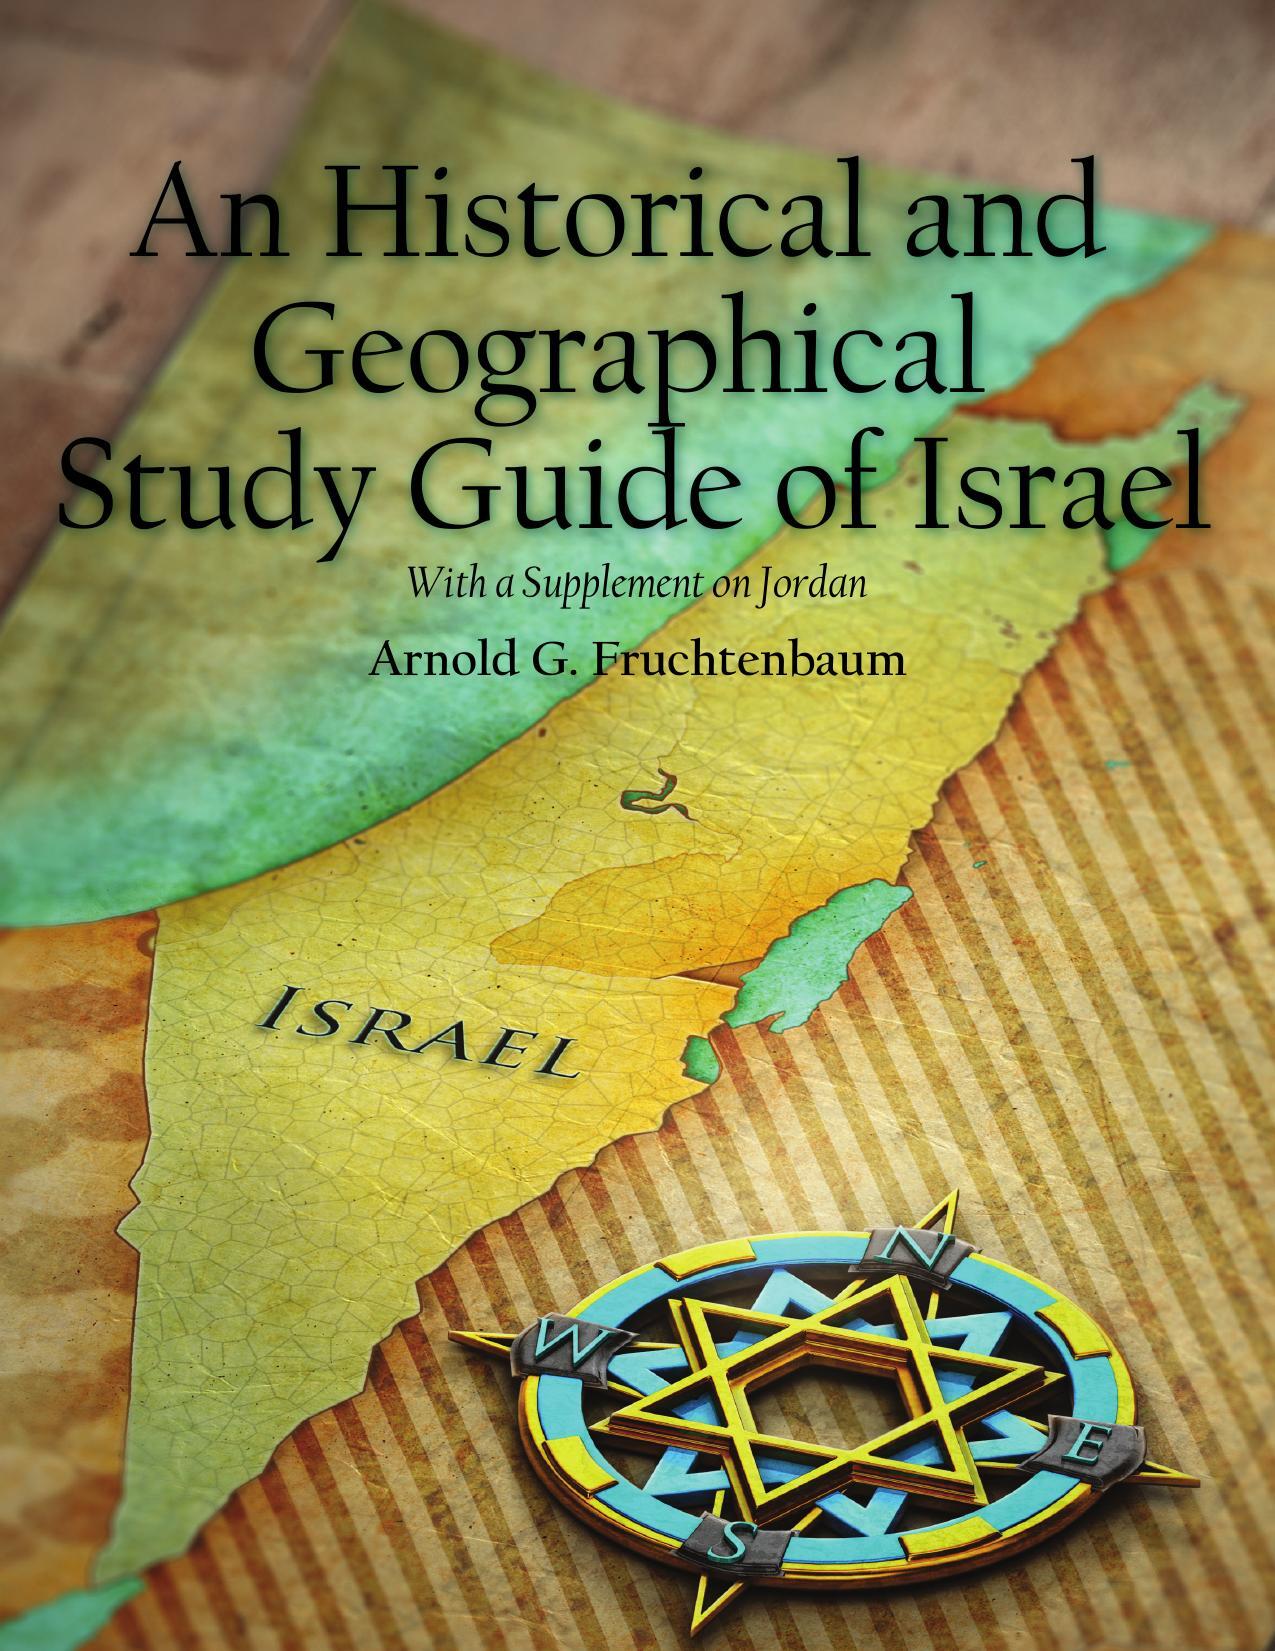 An Historical and
Geographical
Study Guide of Israel
With a Supplement on Jordan
Arnold G. Fruchtenbaum
ISRAEL
N
W
E
S